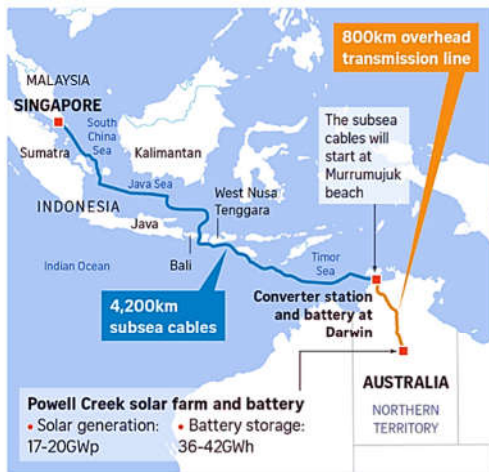 800km overhead
transmission line
MALAYSIA
SINGAPORE
South
China
Sea
Sumatra
Kalimantan
The subsea
cables will
start at
Murrumujuk
beach
Java Sea
West Nusa
Tenggara
INDONESIA
Java
Bali
Indian Ocean
Timor
Sea
4,200km
subsea cables
Converter station
and battery at
Darwin
AUSTRALIA
NORTHERN
TERRITORY
Powell Creek solar farm and battery
• Solar generation:
17-20GWp
• Battery storage:
36-42GWh